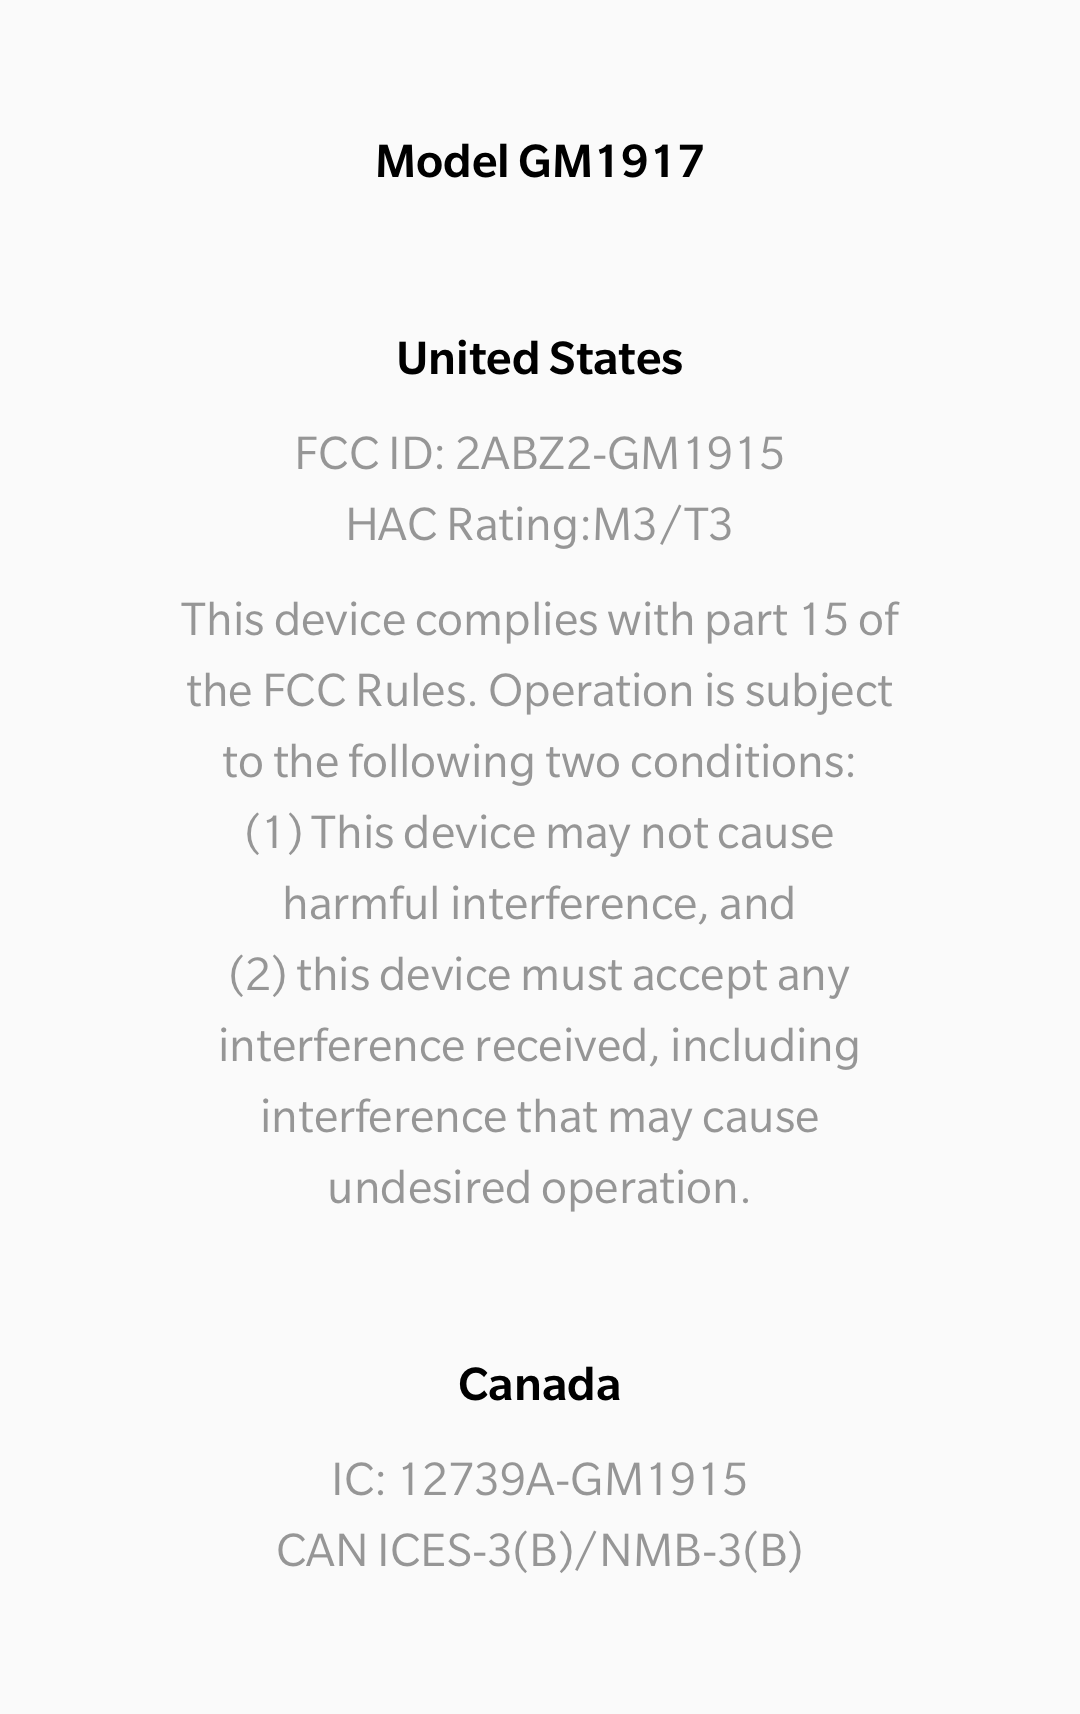 Model GM1917
United States
FCC ID: 2ABZ2-GM1915
HAC Rating:M3/T3
This device complies with part 15 of
the FCC Rules. Operation is subject
to the following two conditions:
(1) This device may not cause
harmful interference, and
(2) this device must accept any
interference received, including
interference that may cause
undesired operation.
Canada
IC: 12739A-GM1915
CAN ICES-3(B)/NMB-3(B)